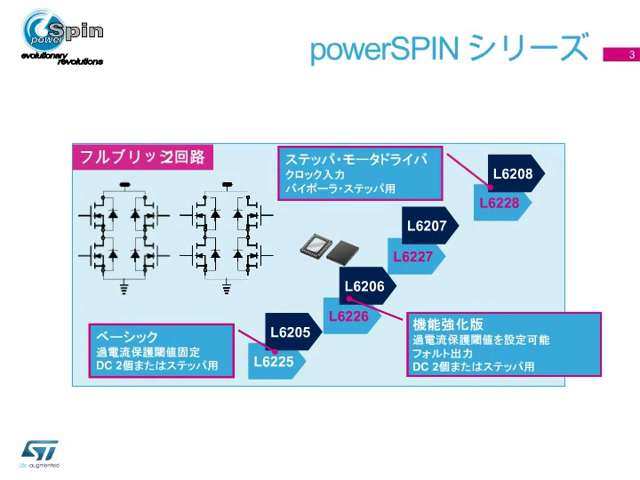 Spin
power
evolutionary
revolutions
powerSPIN シリーズ
3
フルブリッジ2回路
ステッパ・モータドライバ
クロック入力
バイポーラ・ステッパ用
L6208
L6228
L6207
L6227
L6206
L6226
機能強化版
過電流保護閾値を設定可能
フォルト出力
DC 2個またはステッパ用
L6205
L6225
ベーシック
過電流保護閾値固定
DC 2個またはステッパ用
ST
life.augmented